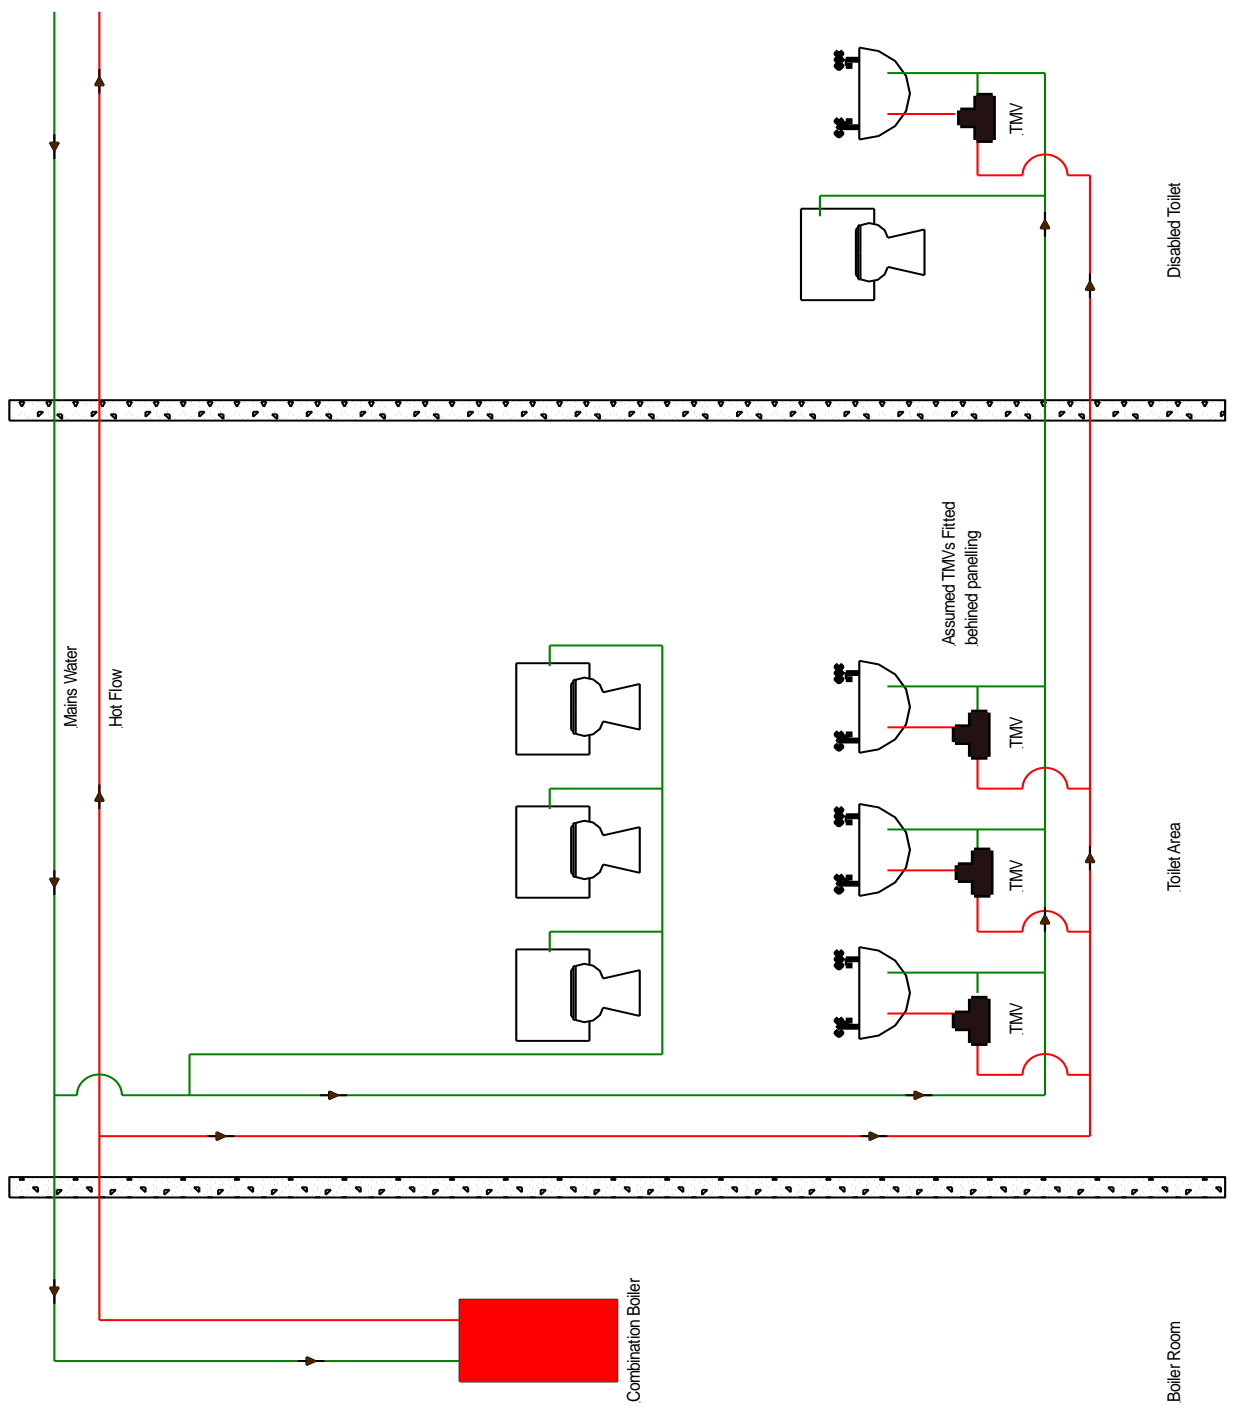 Mains Water
Hot Flow
Combination Boiler
Assumed TMVs Fitted
behined panelling
TMV
TMV
TMV
TMV
Boiler Room
Toilet Area
Disabled Toilet